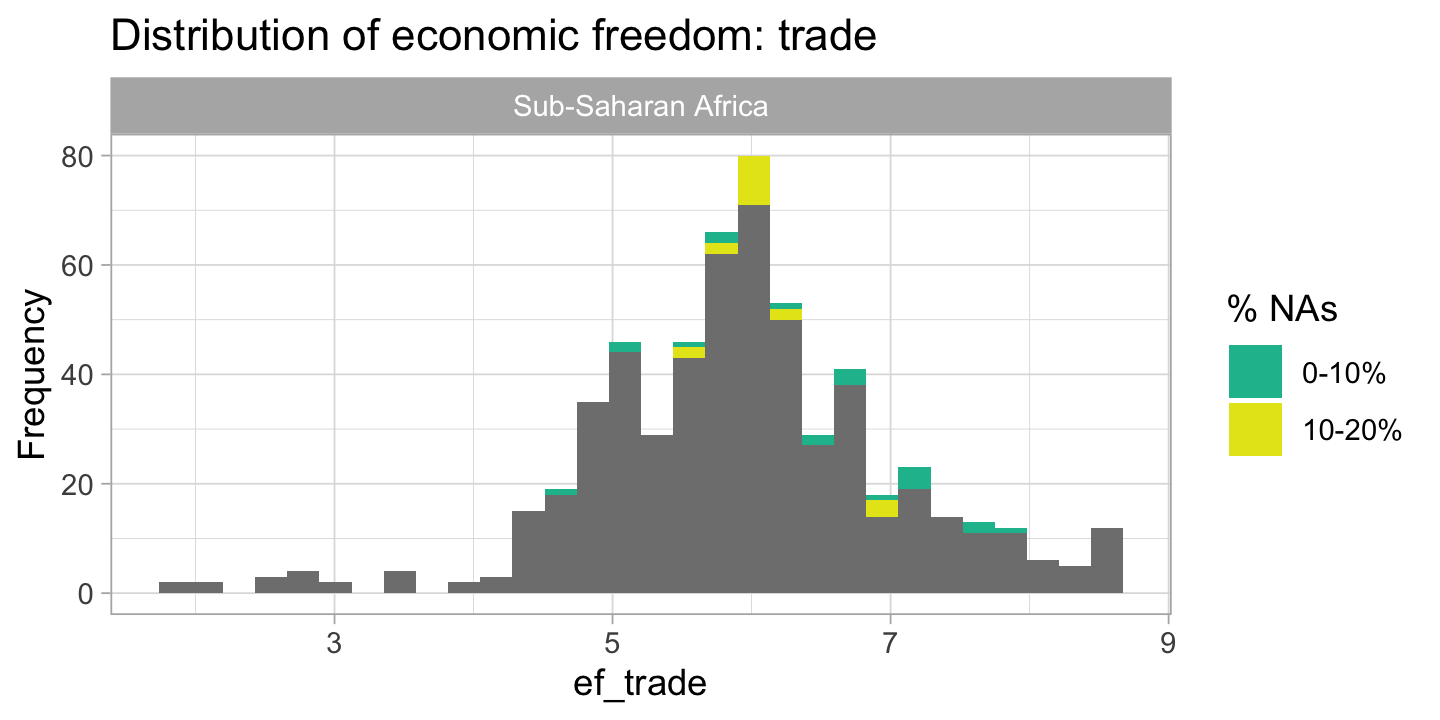 Distribution of economic freedom: trade
Sub-Saharan Africa
80
60
40
20
0
Frequency
3
5
7
9
ef_trade
% NAs
0-10%
10-20%